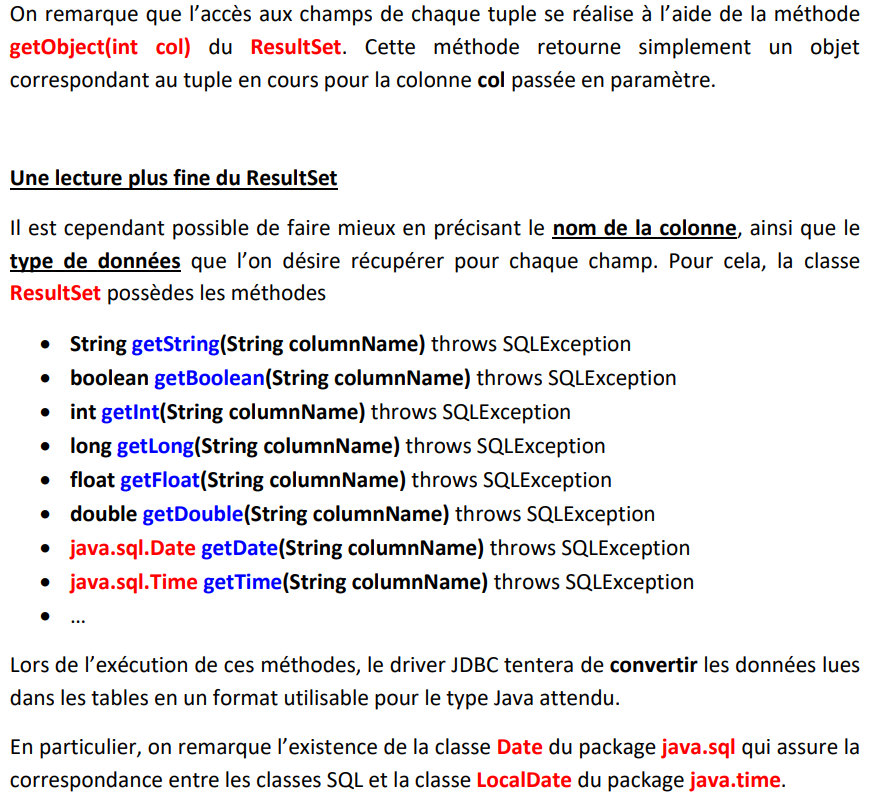 On remarque que l’accès aux champs de chaque tuple se réalise à l’aide de la méthode
getObject(int col) du ResultSet. Cette méthode retourne simplement un objet
correspondant au tuple en cours pour la colonne col passée en paramètre.
Une lecture plus fine du ResultSet
Il est cependant possible de faire mieux en précisant le nom de la colonne, ainsi que le
type de données que l’on désire récupérer pour chaque champ. Pour cela, la classe
ResultSet possèdes les méthodes
• String getString(String columnName) throws SQLException
• boolean getBoolean(String columnName) throws SQLException
• int getInt(String columnName) throws SQLException
• long getLong(String columnName) throws SQLException
• float getFloat(String columnName) throws SQLException
• double getDouble(String columnName) throws SQLException
• java.sql.Date getDate(String columnName) throws SQLException
• java.sql.Time getTime(String columnName) throws SQLException
• …
Lors de l’exécution de ces méthodes, le driver JDBC tentera de convertir les données lues
dans les tables en un format utilisable pour le type Java attendu.
En particulier, on remarque l’existence de la classe Date du package java.sql qui assure la
correspondance entre les classes SQL et la classe LocalDate du package java.time.